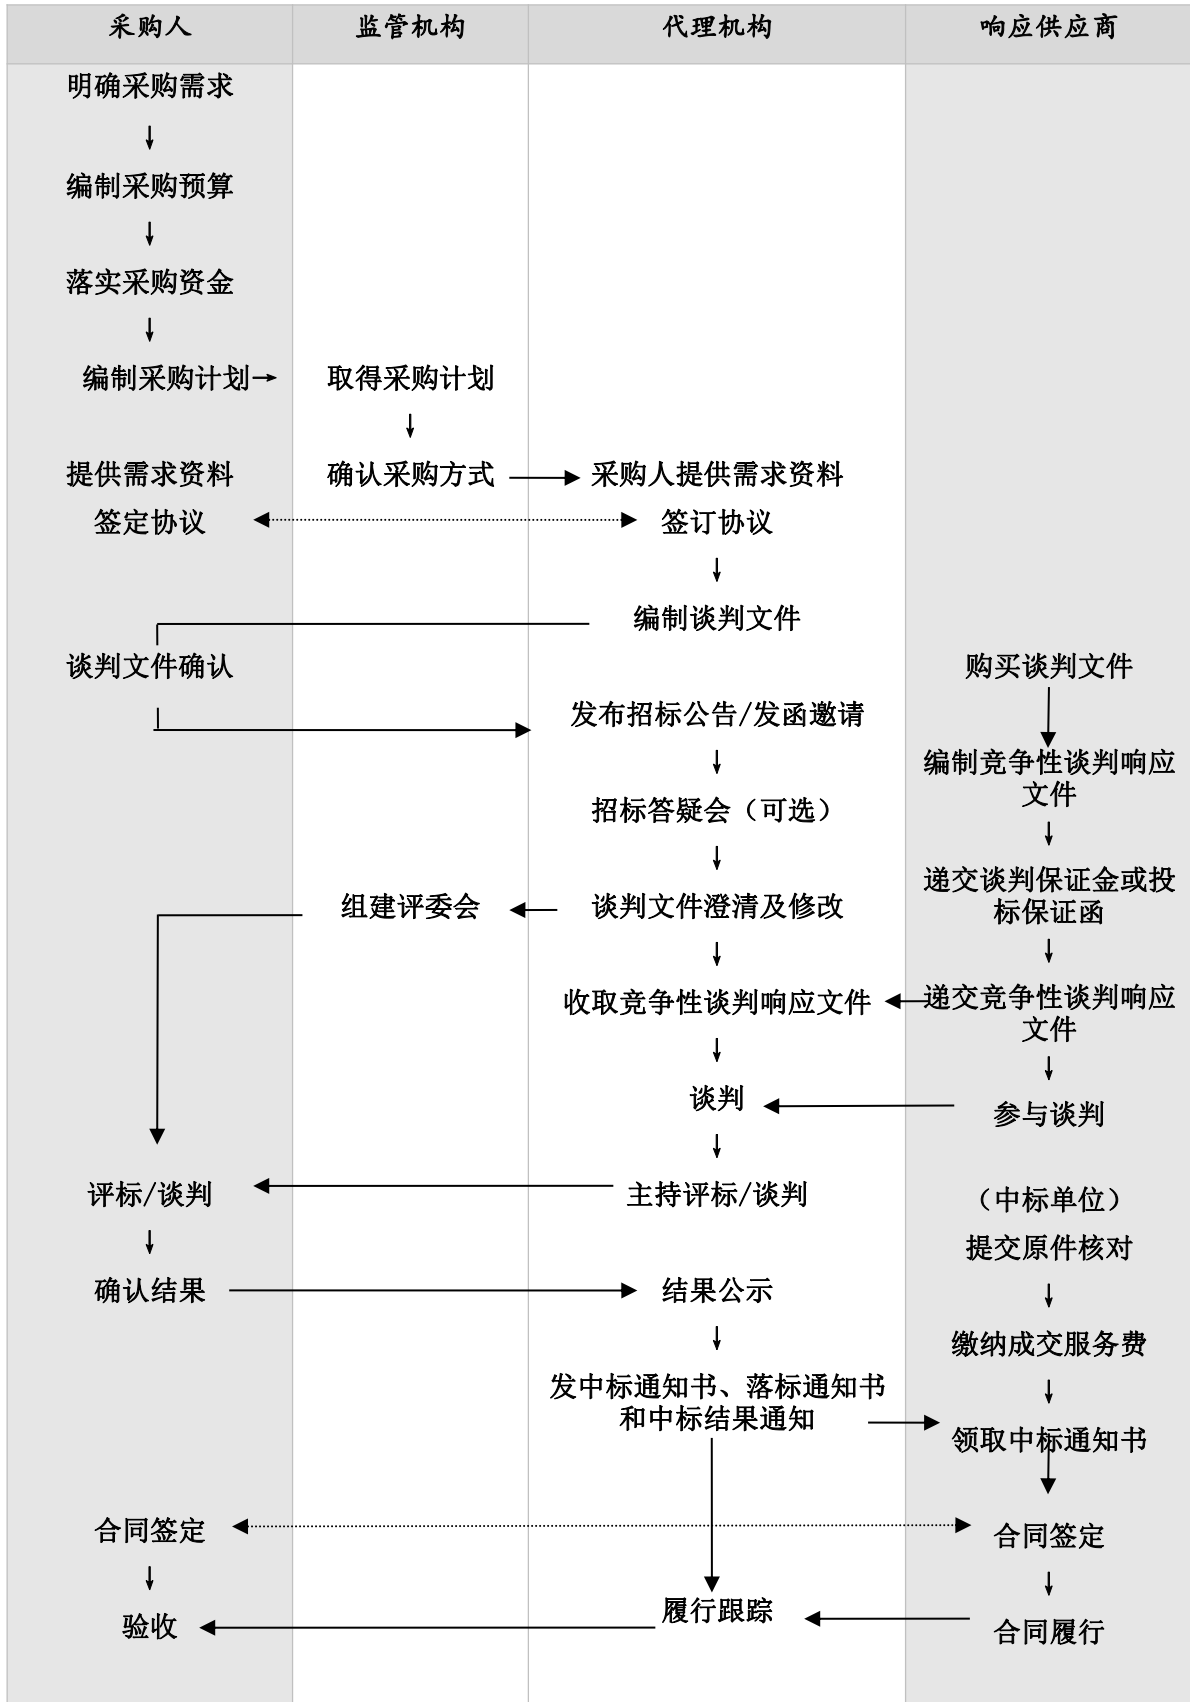 采购人 监管机构 代理机构 响应供应商
明确采购需求
编制采购预算
落实采购资金
编制采购计划 取得采购计划
提供需求资料 确认采购方式 采购人提供需求资料
签定协议 签订协议
编制谈判文件
谈判文件确认 购买谈判文件
发布招标公告/发函邀请
编制竞争性谈判响应
文件
招标答疑会（可选）
递交谈判保证金或投
标保证函
组建评委会 谈判文件澄清及修改
收取竞争性谈判响应文件 递交竞争性谈判响应
文件
谈判 参与谈判
评标/谈判 主持评标/谈判 （中标单位）
提交原件核对
确认结果 结果公示
缴纳成交服务费
发中标通知书、落标通知书
和中标结果通知
领取中标通知书
合同签定 合同签定
验收 履行跟踪 合同履行